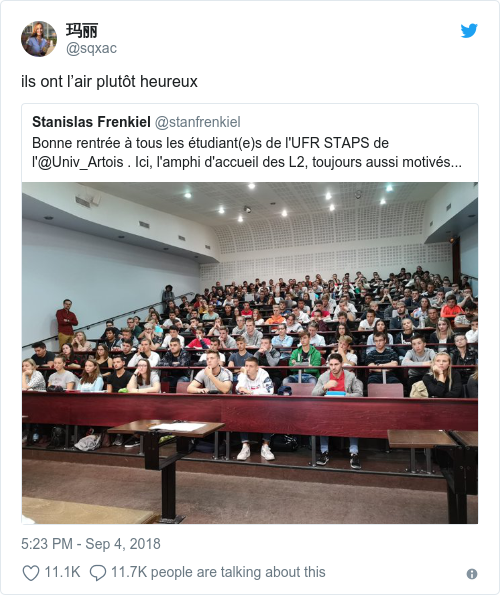 玛丽
@sqxac
ils ont l’air plutôt heureux
Stanislas Frenkiel @stanfrenkiel
Bonne rentrée à tous les étudiant(e)s de l'UFR STAPS de
l'@Univ_Artois . Ici, l'amphi d'accueil des L2, toujours aussi motivés...
5:23 PM - Sep 4, 2018
11.1K 11.7K people are talking about this